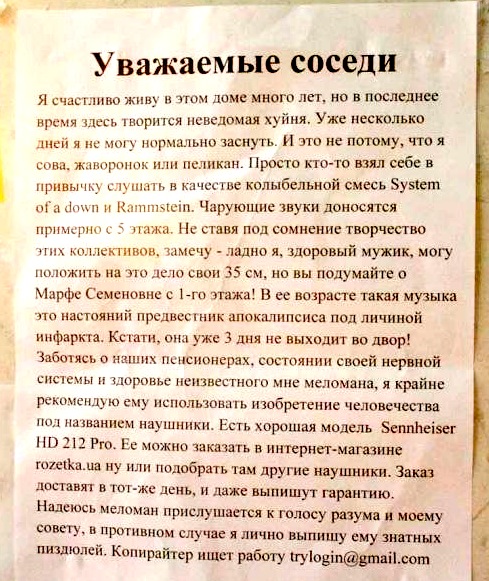 Уважаемые соседи
Я счастливо живу в этом доме много лет, но в последнее
время здесь творится неведомая хуйня. Уже несколько
дней я не могу нормально заснуть. И это не потому, что я
сова, жаворонок или пеликан. Просто кто-то взял себе в
привычку слушать в качестве колыбельной смесь System
of a down и Rammstein. Чарующие звуки доносятся
примерно с 5 этажа. Не ставя под сомнение творчество
этих коллективов, замечу - ладно я, здоровый мужик, могу
положить на это дело свои 35 см, но вы подумайте о
Марфе Семеновне с 1-го этажа! В ее возрасте такая музыка
это настояний предвестник апокалипсиса под личиной
инфаркта. Кстати, она уже 3 дня не выходит во двор!
Заботясь о наших пенсионерах, состоянии своей нервной
системы и здоровье неизвестного мне меломана, я крайне
рекомендую ему использовать изобретение человечества
под названием наушники. Есть хорошая модель Sennheiser
HD 212 Pro. Ее можно заказать в интернет-магазине
rozetka.ua ну или подобрать там другие наушники. Заказ
доставят в тот-же день, и даже выпишут гарантию.
Надеюсь меломан прислушается к голосу разума и моему
совету, в противном случае я лично выпишу ему знатных
пиздюлей. Копирайтер ищет работу trylogin@gmail.com